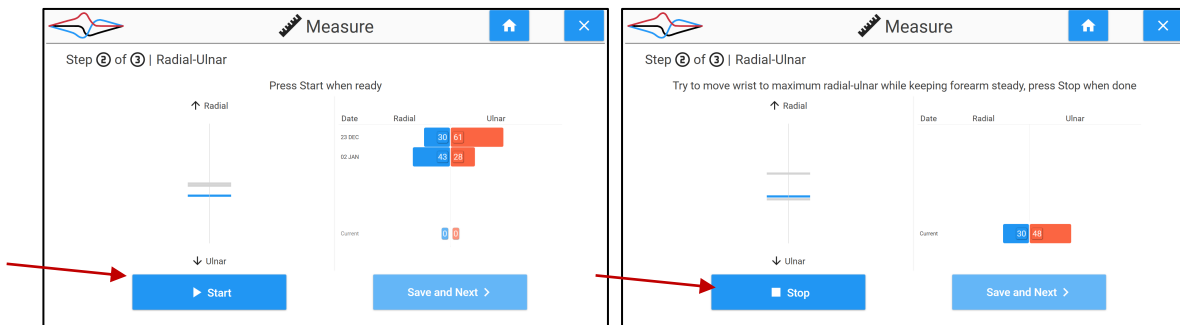 Measure
Step 2 of 3 | Radial-Ulnar
Press Start when ready
↑ Radial
Date Radial Ulnar
23 DEC 30 61
02 JAN 43 28
Current 0 0
↓ Ulnar
Start
Save and Next >
Measure
Step 2 of 3 | Radial-Ulnar
Try to move wrist to maximum radial-ulnar while keeping forearm steady, press Stop when done
↑ Radial
Date Radial Ulnar
Current 30 48
↓ Ulnar
Stop
Save and Next >